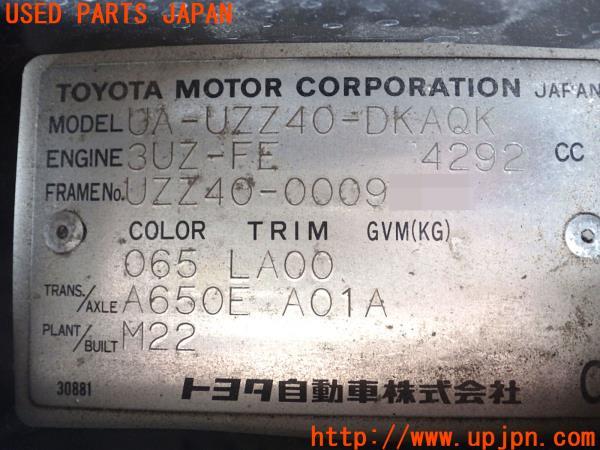 USED PARTS JAPAN
TOYOTA MOTOR CORPORATION JAPAN
MODEL UA-UZZ40-DKAQK
ENGINE 3UZ-FE 4292 CC
FRAME No. UZZ40-0009
COLOR TRIM GVM(KG)
065 LA00
TRANS./AXLE A650E A01A
PLANT/BUILT M22
30881 トヨタ自動車株式会社
http://www.upjpn.com